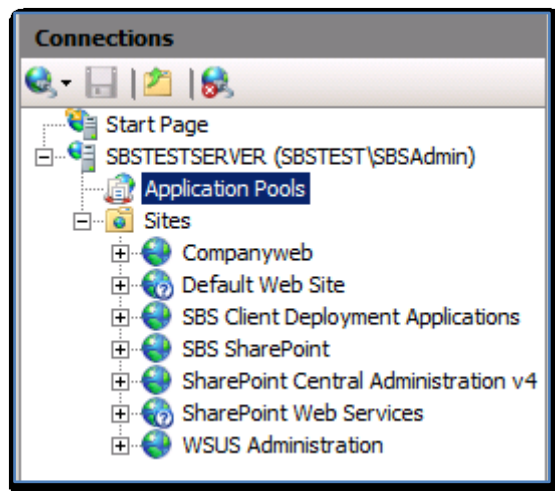 Connections
Start Page
SBSTESTSERVER (SBSTEST\SBSAdmin)
Application Pools
Sites
Companyweb
Default Web Site
SBS Client Deployment Applications
SBS SharePoint
SharePoint Central Administration v4
SharePoint Web Services
WSUS Administration